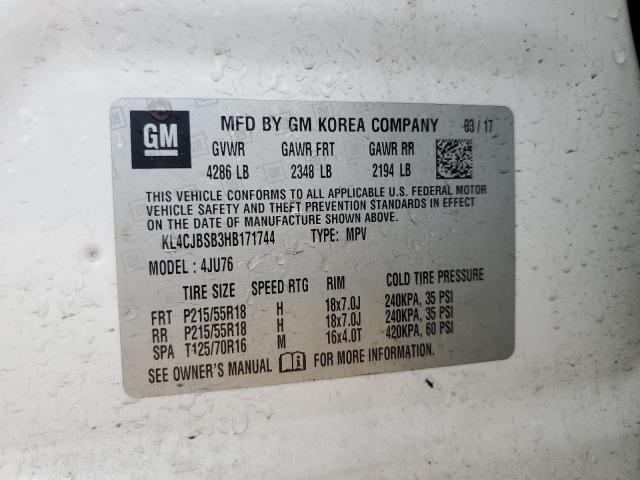 GM
MFD BY GM KOREA COMPANY 03/17
GVWR GAWR FRT GAWR RR
4286 LB 2348 LB 2194 LB
THIS VEHICLE CONFORMS TO ALL APPLICABLE U.S. FEDERAL MOTOR
VEHICLE SAFETY AND THEFT PREVENTION STANDARDS IN EFFECT
ON THE DATE OF MANUFACTURE SHOWN ABOVE.
KL4CJBSB3HB171744 TYPE: MPV
MODEL : 4JU76
TIRE SIZE SPEED RTG RIM COLD TIRE PRESSURE
FRT P215/55R18 H 18x7.0J 240KPA, 35 PSI
RR P215/55R18 H 18x7.0J 240KPA, 35 PSI
SPA T125/70R16 M 16x4.0T 420KPA, 60 PSI
SEE OWNER'S MANUAL FOR MORE INFORMATION.